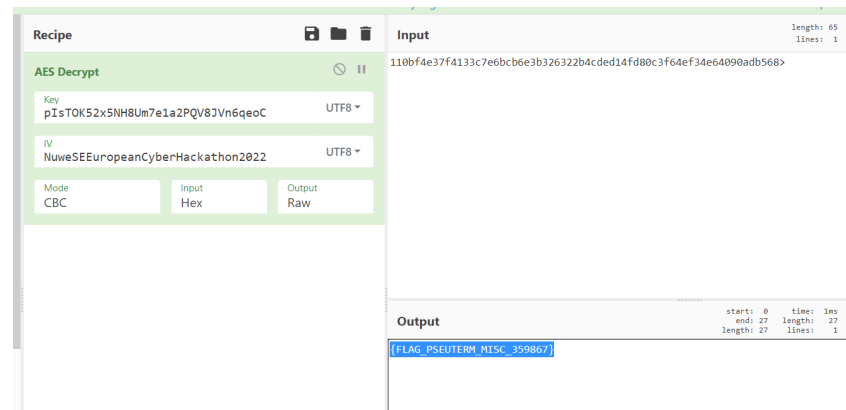 Recipe
AES Decrypt
Key
pIsTOK52x5NH8Um7e1a2PQV8JVn6qeoC
UTF8
IV
NuweSEEuropeanCyberHackathon2022
UTF8
Mode
CBC
Input
Hex
Output
Raw
Input
length: 65
lines: 1
110bf4e37f4133c7e6bcb6e3b326322b4cded14fd80c3f64ef34e64090adb568>
Output
start: 0 time: 1ms
end: 27 length: 27
length: 27 lines: 1
{FLAG_PSEUTERM_MISC_359867}